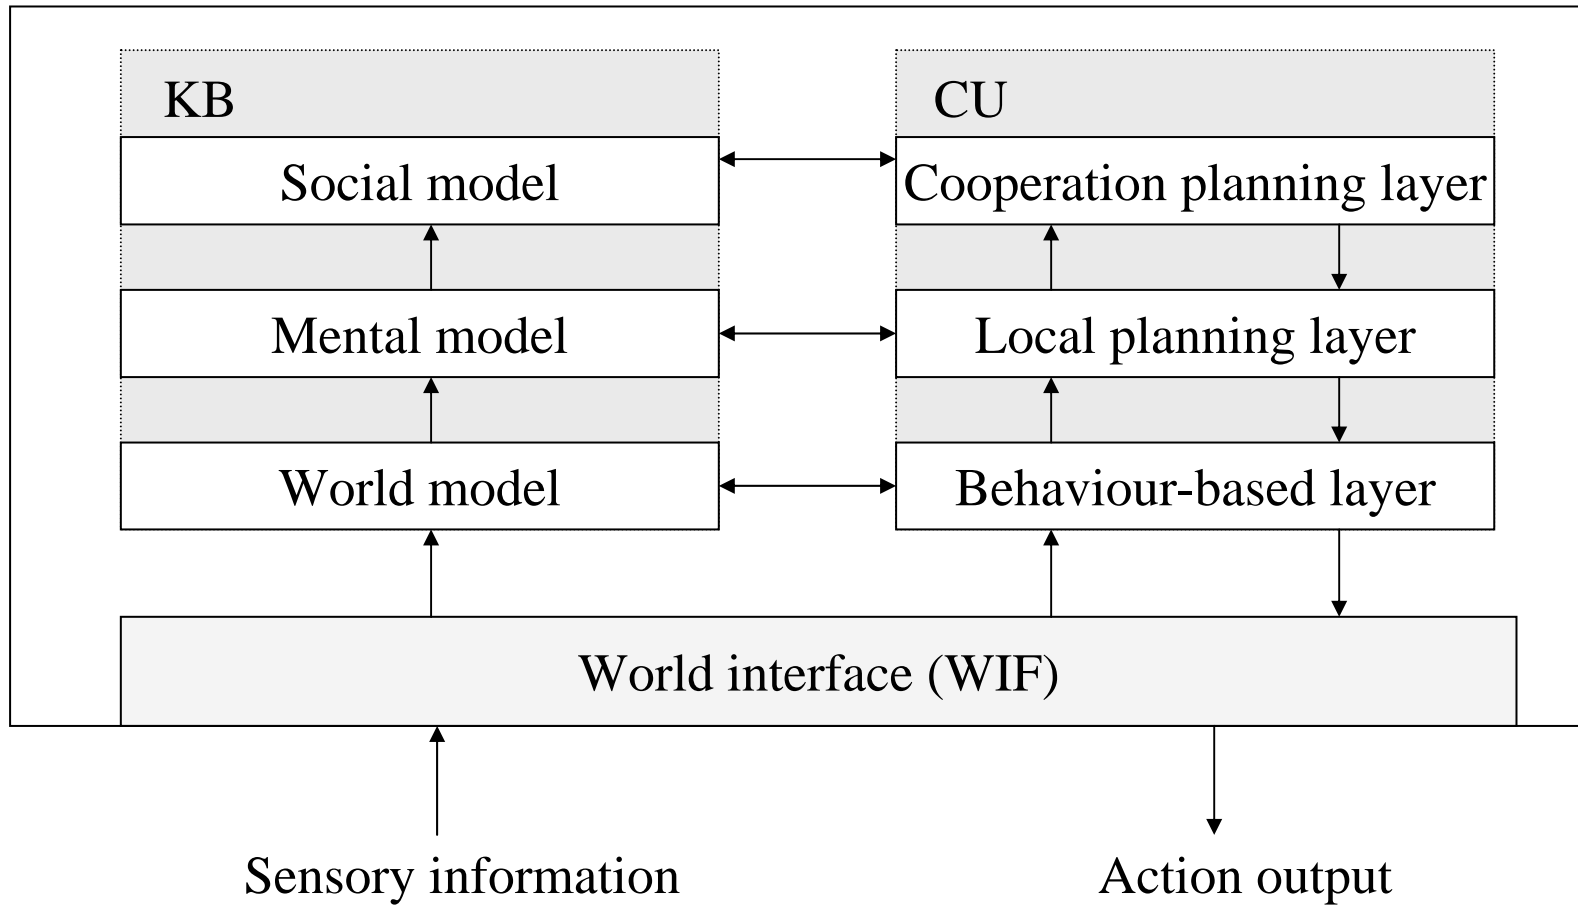 KB
CU
Social model
Cooperation planning layer
Mental model
Local planning layer
World model
Behaviour-based layer
World interface (WIF)
Sensory information
Action output